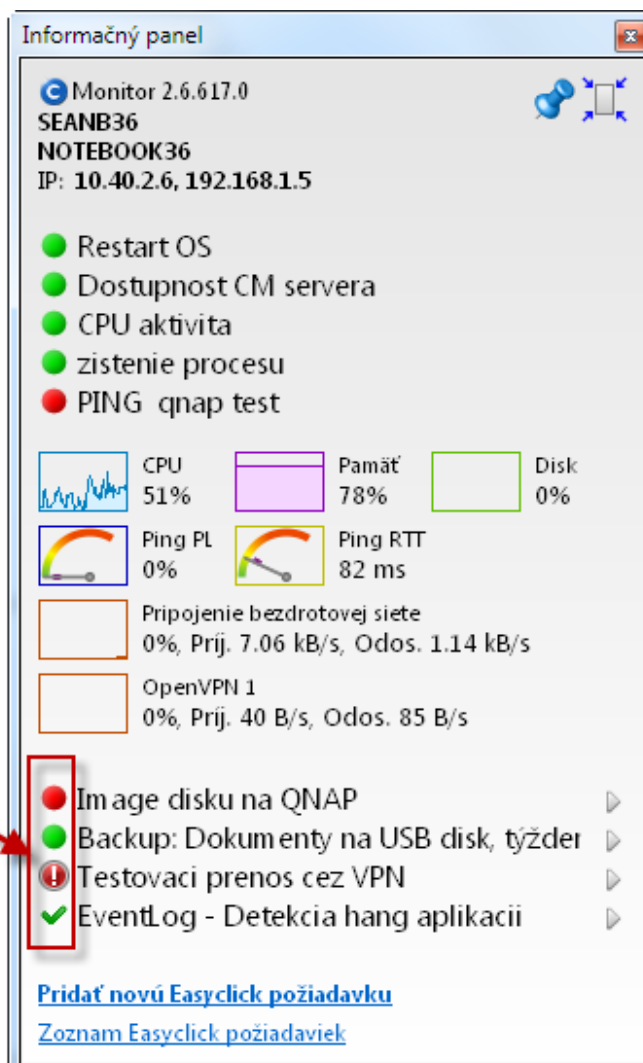 Informačný panel
C Monitor 2.6.617.0
SEANB36
NOTEBOOK36
IP: 10.40.2.6, 192.168.1.5
Restart OS
Dostupnost CM servera
CPU aktivita
zistenie procesu
PING qnap test
CPU
51%
Pamäť
78%
Disk
0%
Ping PL
0%
Ping RTT
82 ms
Pripojenie bezdrotovej siete
0%, Príj. 7.06 kB/s, Odos. 1.14 kB/s
OpenVPN 1
0%, Príj. 40 B/s, Odos. 85 B/s
Image disku na QNAP
Backup: Dokumenty na USB disk, týžder
Testovaci prenos cez VPN
EventLog - Detekcia hang aplikacii
Pridať novú Easyclick požiadavku
Zoznam Easyclick požiadaviek